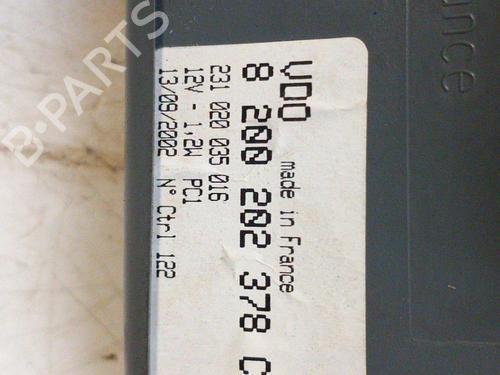 VDO made in France
8 200 202 378 C
231 020 035 016
12V - 1,2W PC1
13/09/2002 N° Ctrl 122
B-PARTS